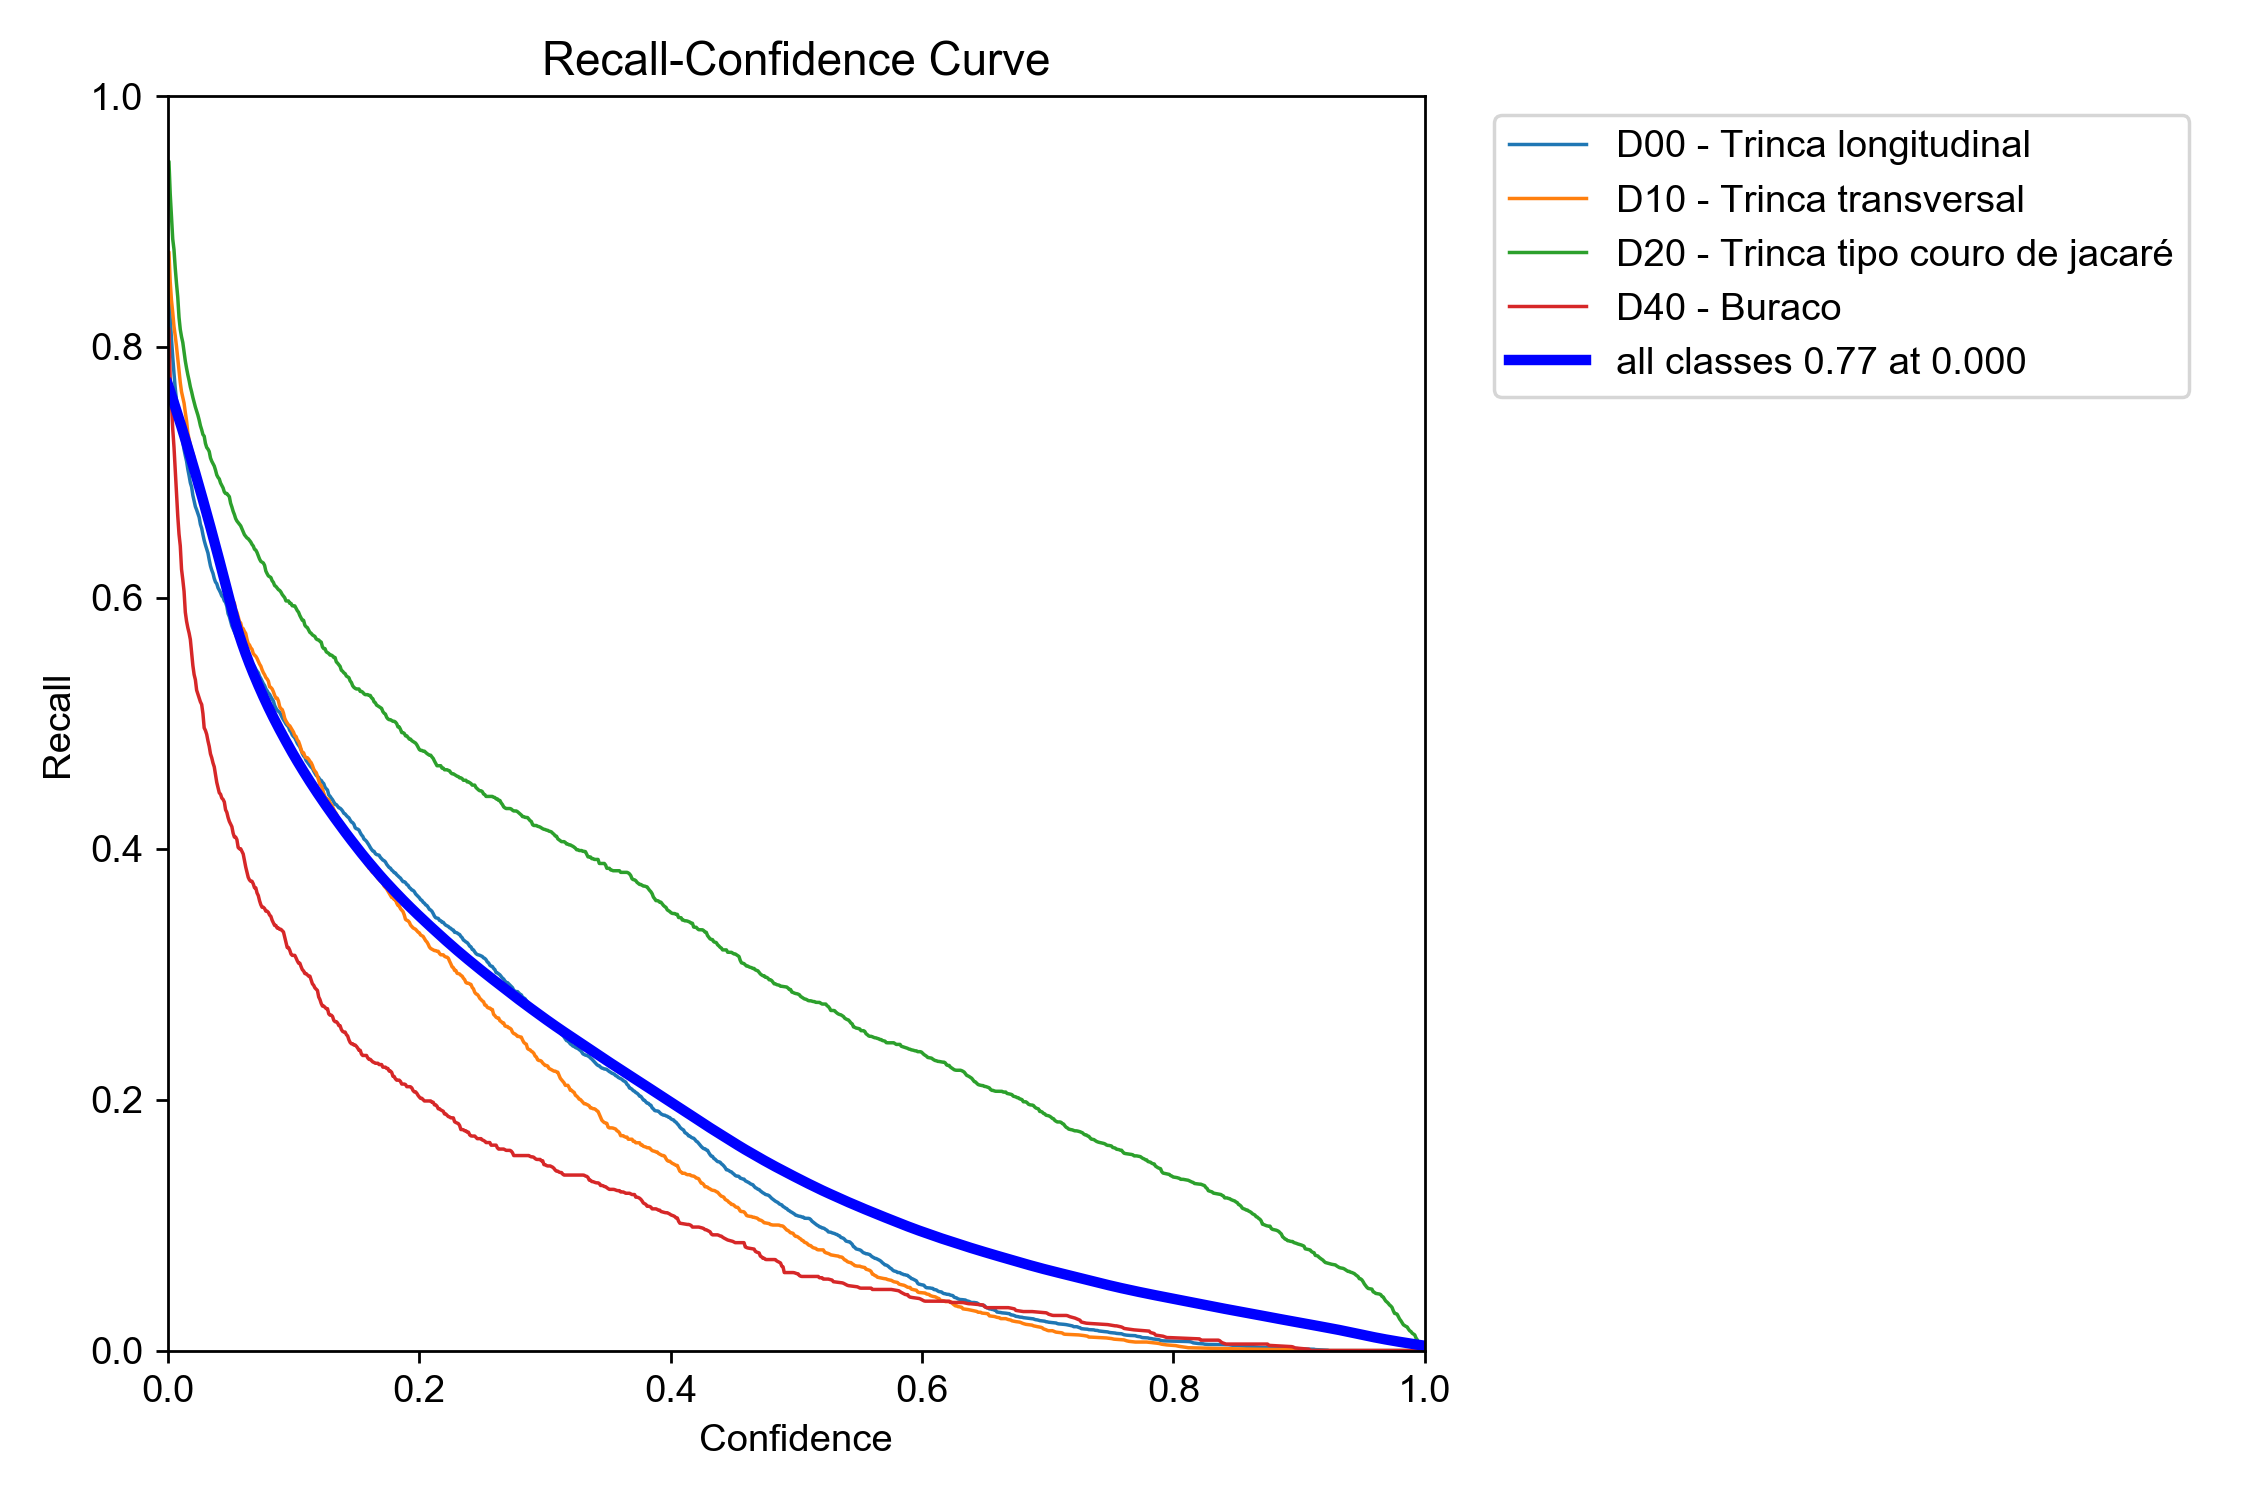 Recall-Confidence Curve
1.0
0.8
0.6
0.4
0.2
0.0
Recall
0.0 0.2 0.4 0.6 0.8 1.0
Confidence
D00 - Trinca longitudinal
D10 - Trinca transversal
D20 - Trinca tipo couro de jacaré
D40 - Buraco
all classes 0.77 at 0.000